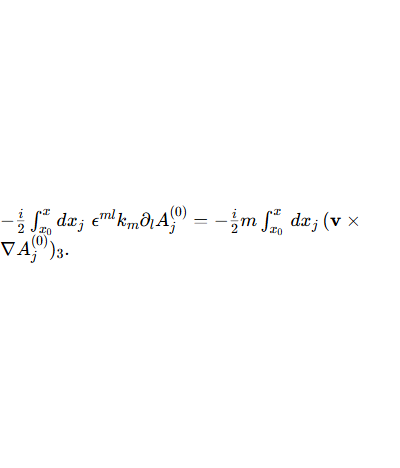 $-\frac{i}{2}\int_{x_0}^{x} dx_j\ \epsilon^{ml} k_m \partial_l A_j^{(0)} = -\frac{i}{2} m \int_{x_0}^{x} dx_j\, (\mathbf{v} \times$
$\nabla A_j^{(0)})_3.$